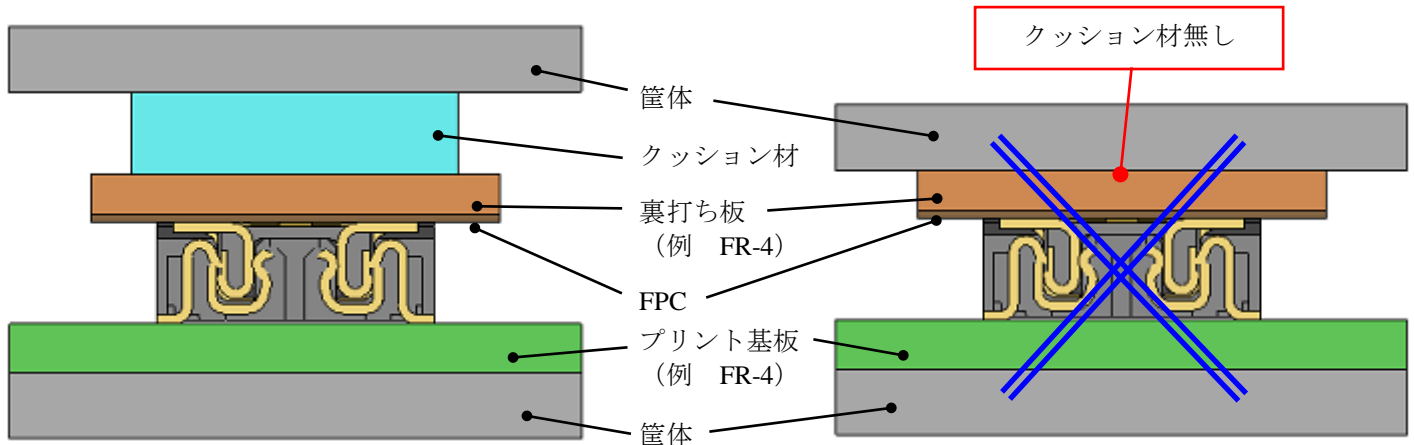 クッション材無し
筐体
クッション材
裏打ち板
（例　FR-4）
FPC
プリント基板
（例　FR-4）
筐体